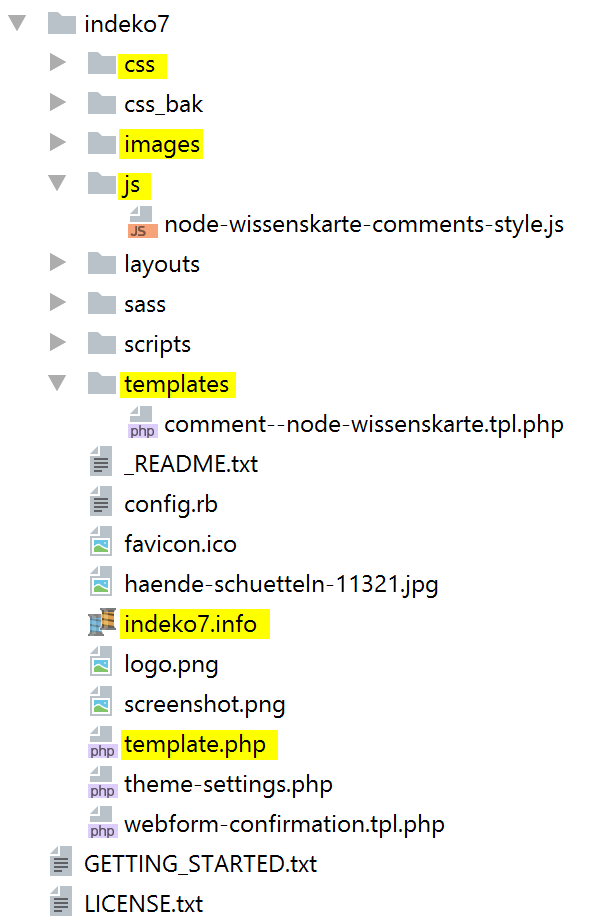 indeko7
css
css_bak
images
js
JS node-wissenskarte-comments-style.js
layouts
sass
scripts
templates
php comment--node-wissenskarte.tpl.php
_README.txt
config.rb
favicon.ico
haende-schuetteln-11321.jpg
indeko7.info
logo.png
screenshot.png
php template.php
php theme-settings.php
php webform-confirmation.tpl.php
GETTING_STARTED.txt
LICENSE.txt